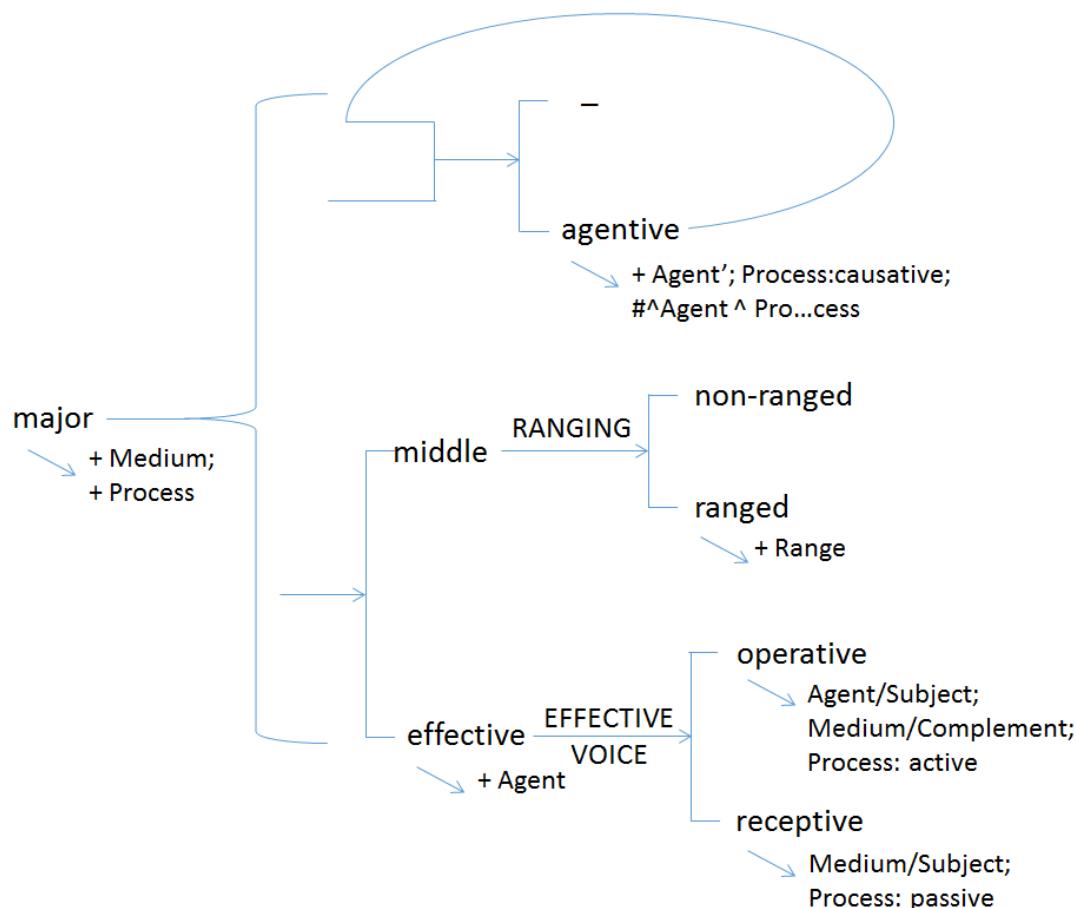 –
agentive
+ Agent’; Process:causative;
#^Agent ^ Pro...cess
major
+ Medium;
+ Process
middle
RANGING
non-ranged
ranged
+ Range
effective
EFFECTIVE
VOICE
+ Agent
operative
Agent/Subject;
Medium/Complement;
Process: active
receptive
Medium/Subject;
Process: passive